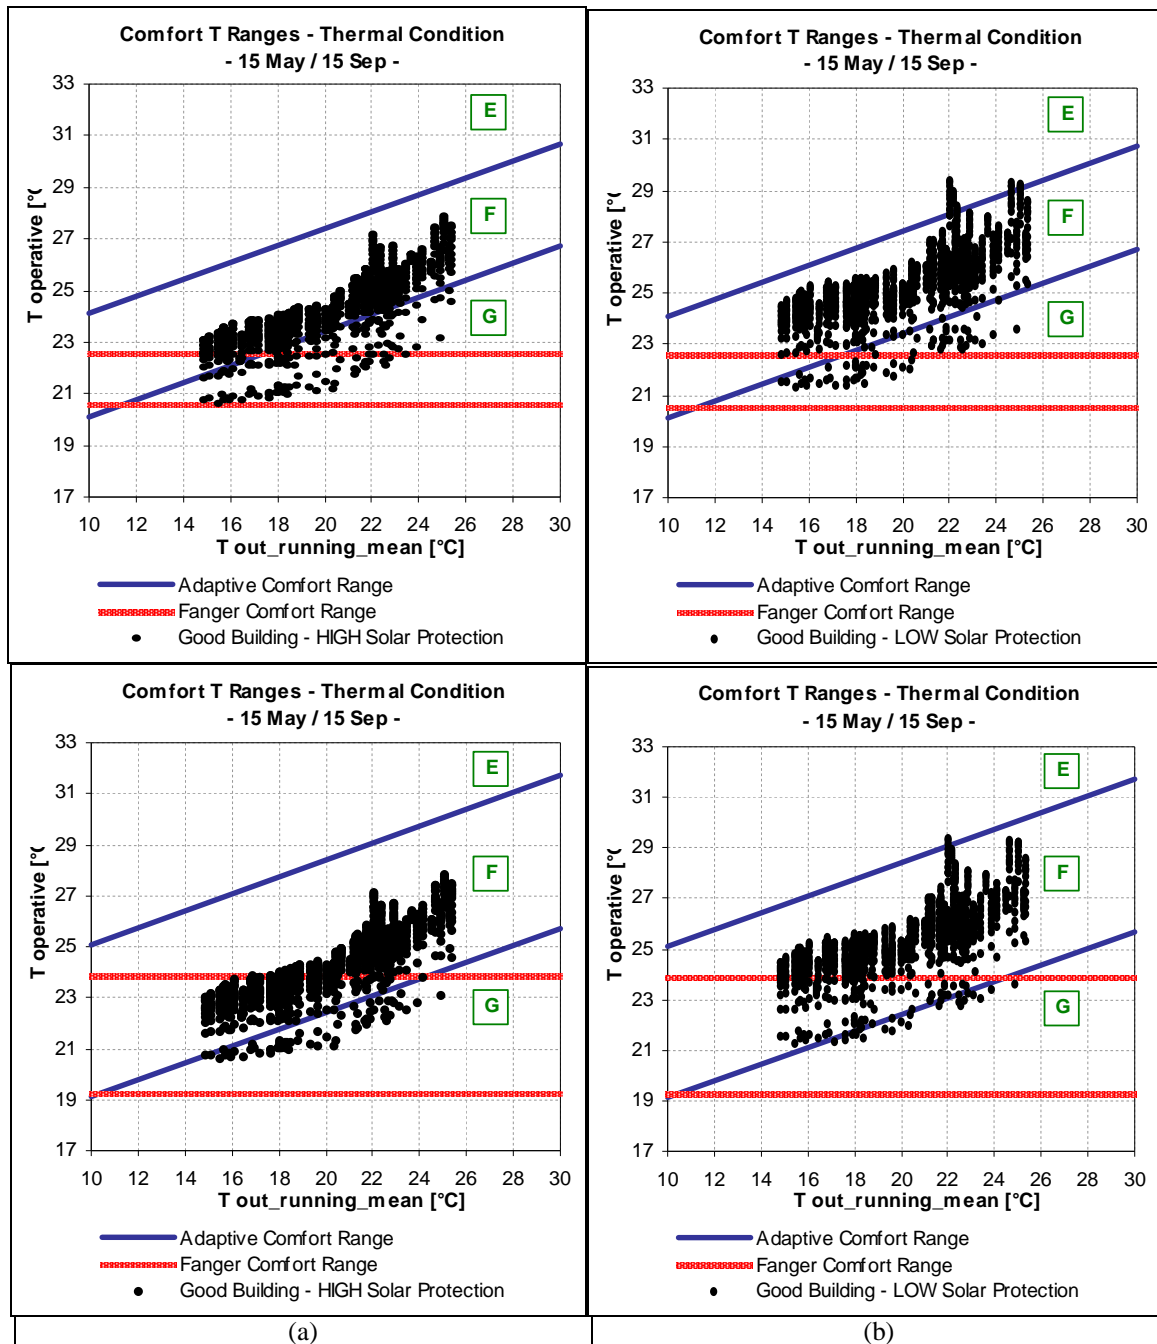 Comfort T Ranges - Thermal Condition
- 15 May / 15 Sep -
33
31
29
27
25
23
21
19
17
T operative [°(
E
F
G
10 12 14 16 18 20 22 24 26 28 30
T out_running_mean [°C]
Adaptive Comfort Range
Fanger Comfort Range
Good Building - HIGH Solar Protection
Comfort T Ranges - Thermal Condition
- 15 May / 15 Sep -
33
31
29
27
25
23
21
19
17
T operative [°(
E
F
G
10 12 14 16 18 20 22 24 26 28 30
T out_running_mean [°C]
Adaptive Comfort Range
Fanger Comfort Range
Good Building - LOW Solar Protection
Comfort T Ranges - Thermal Condition
- 15 May / 15 Sep -
33
31
29
27
25
23
21
19
17
T operative [°(
E
F
G
10 12 14 16 18 20 22 24 26 28 30
T out_running_mean [°C]
Adaptive Comfort Range
Fanger Comfort Range
Good Building - HIGH Solar Protection
Comfort T Ranges - Thermal Condition
- 15 May / 15 Sep -
33
31
29
27
25
23
21
19
17
T operative [°(
E
F
G
10 12 14 16 18 20 22 24 26 28 30
T out_running_mean [°C]
Adaptive Comfort Range
Fanger Comfort Range
Good Building - LOW Solar Protection
(a)
(b)